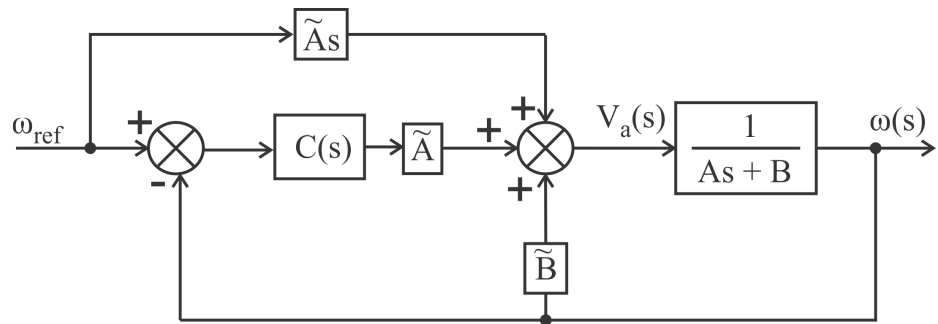 Ãs
ω_ref
+
-
C(s)
Ã
+
+
+
V_a(s)
1
As + B
ω(s)
B̃